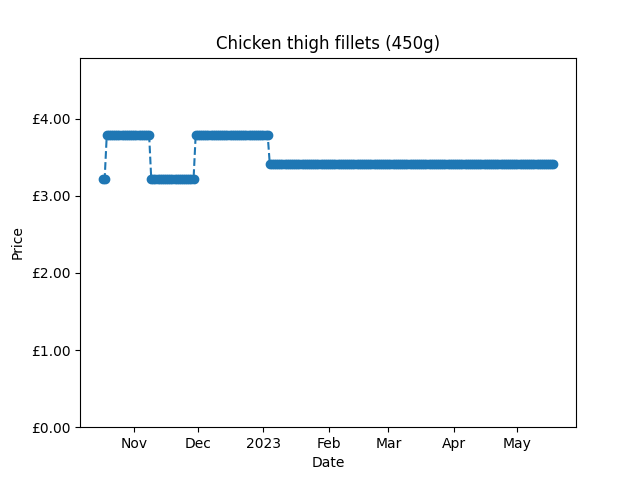 Chicken thigh fillets (450g)
£4.00
£3.00
£2.00
£1.00
£0.00
Price
Nov Dec 2023 Feb Mar Apr May
Date